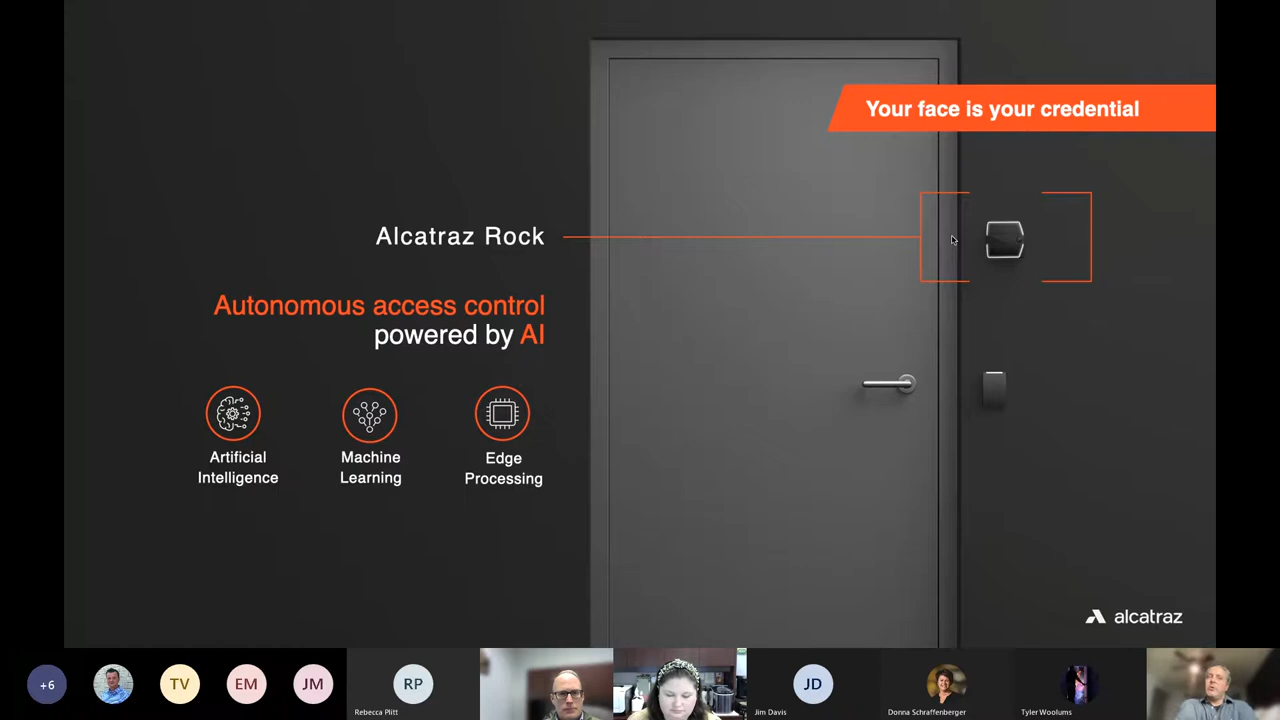 Your face is your credential
Alcatraz Rock
Autonomous access control
powered by AI
Artificial
Intelligence
Machine
Learning
Edge
Processing
alcatraz
+6
TV
EM
JM
RP
JD
Rebecca Plitt
Jim Davis
Donna Schraffenberger
Tyler Woolums